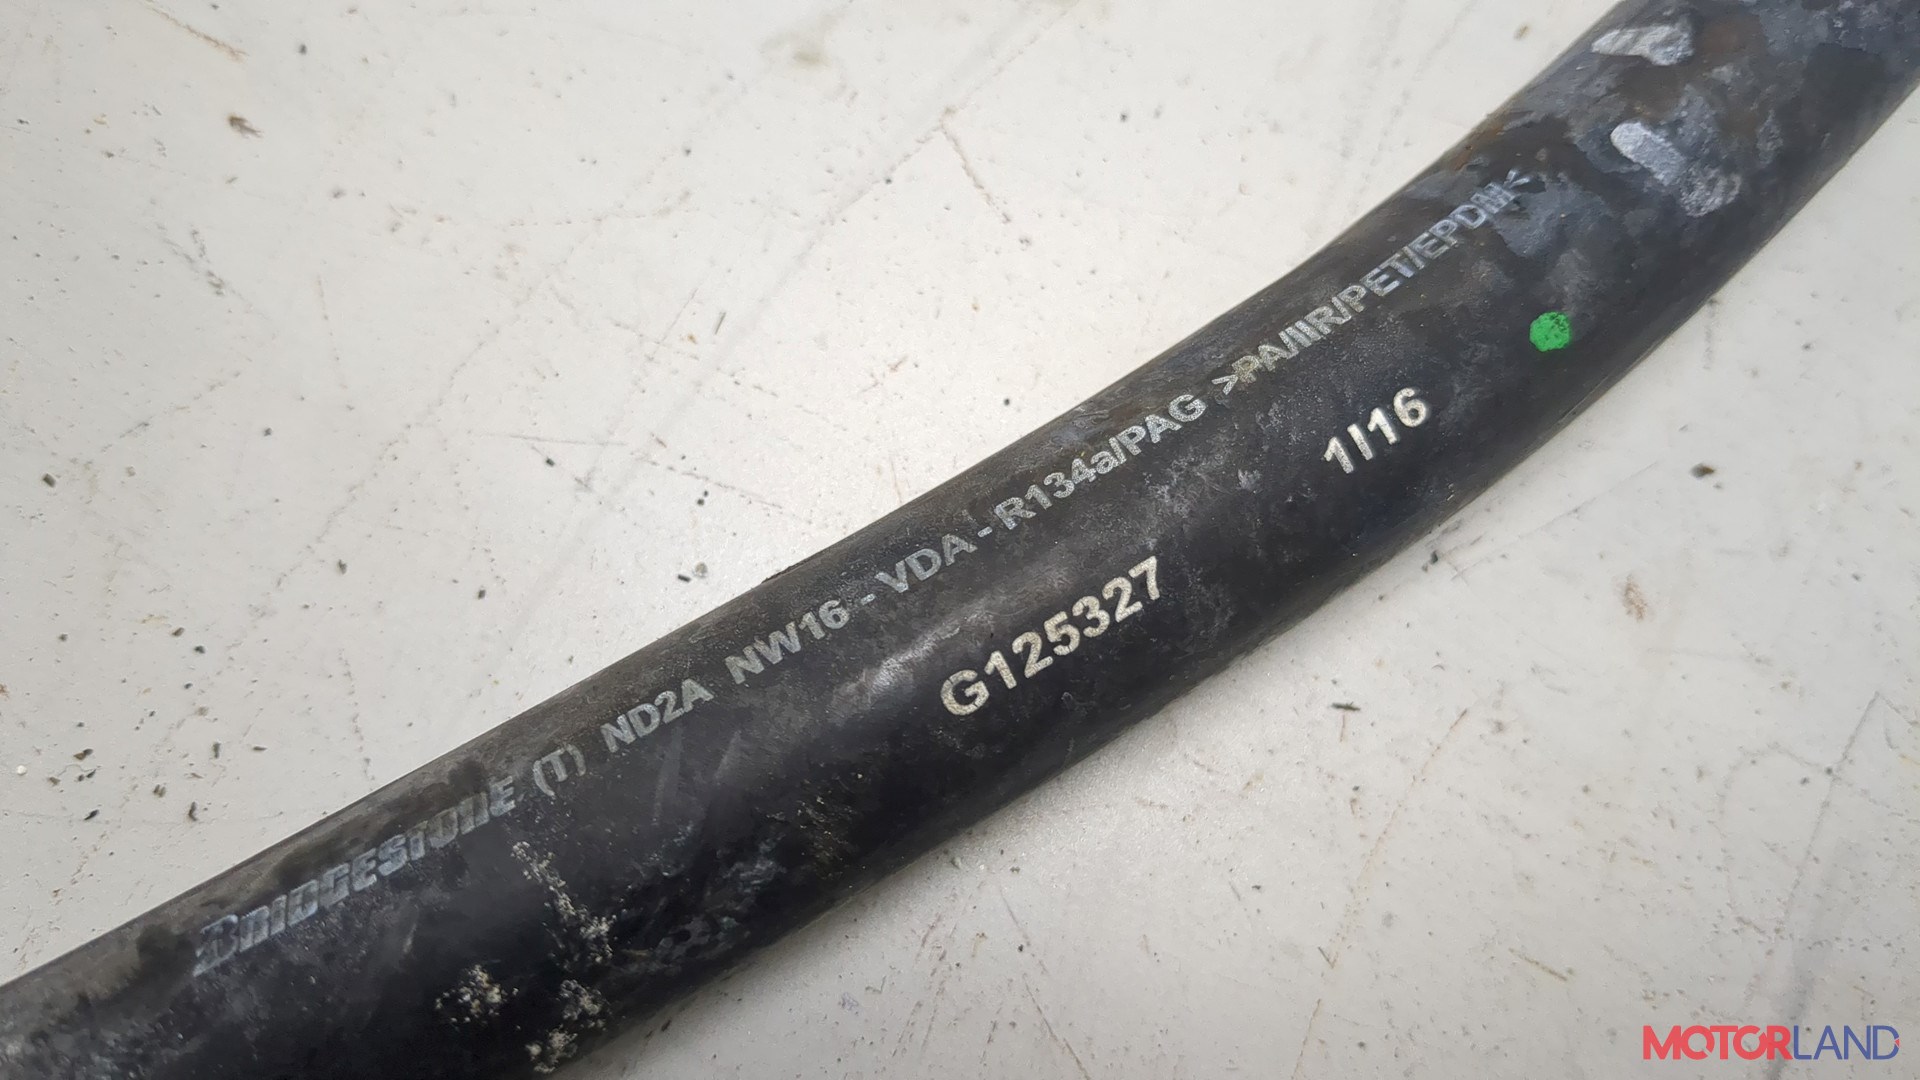 BRIDGESTONE (T) ND2A NW16 - VDA - R134a/PAG >PA/IIR/PET/EPDM<
G125327 1/16
MOTORLAND